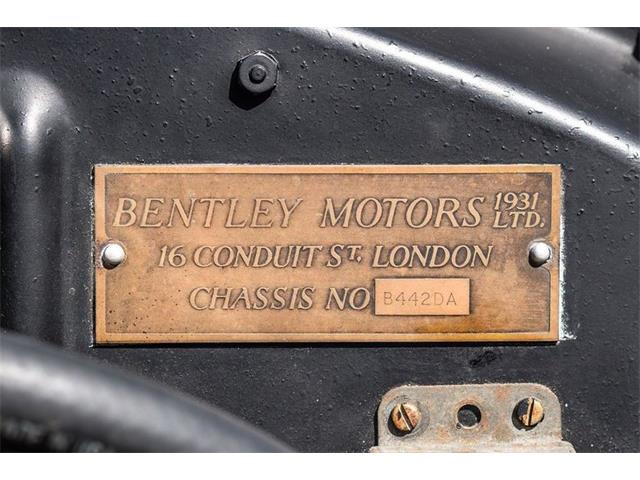 BENTLEY MOTORS 1931 LTD.
16 CONDUIT ST. LONDON
CHASSIS NO B442DA